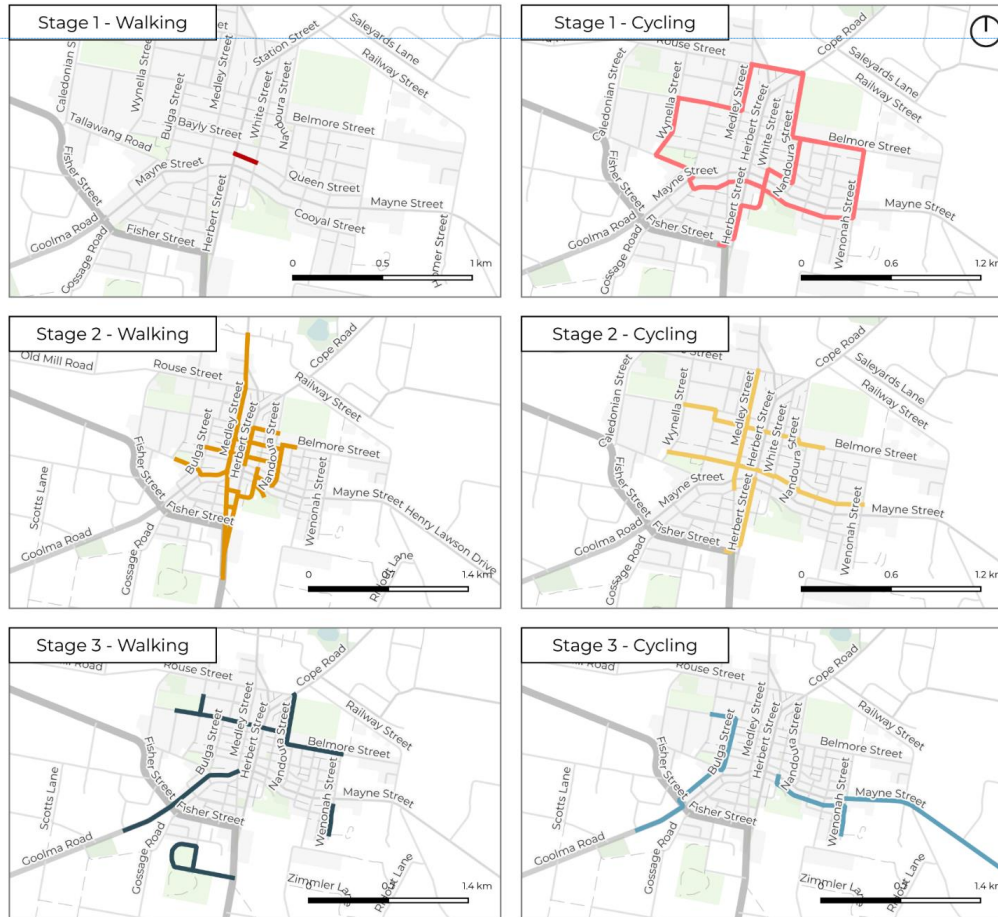 Stage 1 - Walking
Saleyards Lane
Station Street
Railway Street
Wynella Street
Medley Street
Bulga Street
White Street
Bayly Street
Belmore Street
Tallawang Road
Fisher Street
Mayne Street
Queen Street
Mayne Street
Cooyal Street
Herbert Street
Goolma Road
Fisher Street
Gossage Road
0
0.5
1 km
Stage 1 - Cycling
Cope Road
Rouse Street
Saleyards Lane
Railway Street
Caledonian Street
Wynella Street
Medley Street
Herbert Street
White Street
Nandoura Street
Belmore Street
Fisher Street
Mayne Street
Mayne Street
Herbert Street
Goolma Road
Fisher Street
Wenonah Street
Gossage Road
0
0.6
1.2 km
Stage 2 - Walking
Old Mill Road
Rouse Street
Cope Road
Railway Street
Medley Street
Bulga Street
Herbert Street
Nandoura Street
Belmore Street
Fisher Street
Scotts Lane
Mayne Street
Henry Lawson Drive
Wenonah Street
Fisher Street
Goolma Road
Gossage Road
0
1.4 km
Stage 2 - Cycling
Cope Road
Rouse Street
Saleyards Lane
Railway Street
Caledonian Street
Wynella Street
Medley Street
Herbert Street
White Street
Nandoura Street
Belmore Street
Fisher Street
Mayne Street
Mayne Street
Herbert Street
Goolma Road
Fisher Street
Wenonah Street
Gossage Road
0
0.6
1.2 km
Stage 3 - Walking
Rouse Street
Cope Road
Railway Street
Medley Street
Bulga Street
Herbert Street
Nandoura Street
Belmore Street
Fisher Street
Scotts Lane
Mayne Street
Fisher Street
Wenonah Street
Goolma Road
Gossage Road
0
1.4 km
Stage 3 - Cycling
Rouse Street
Cope Road
Railway Street
Medley Street
Bulga Street
Herbert Street
Nandoura Street
Belmore Street
Fisher Street
Scotts Lane
Mayne Street
Fisher Street
Wenonah Street
Goolma Road
Gossage Road
0
1.4 km